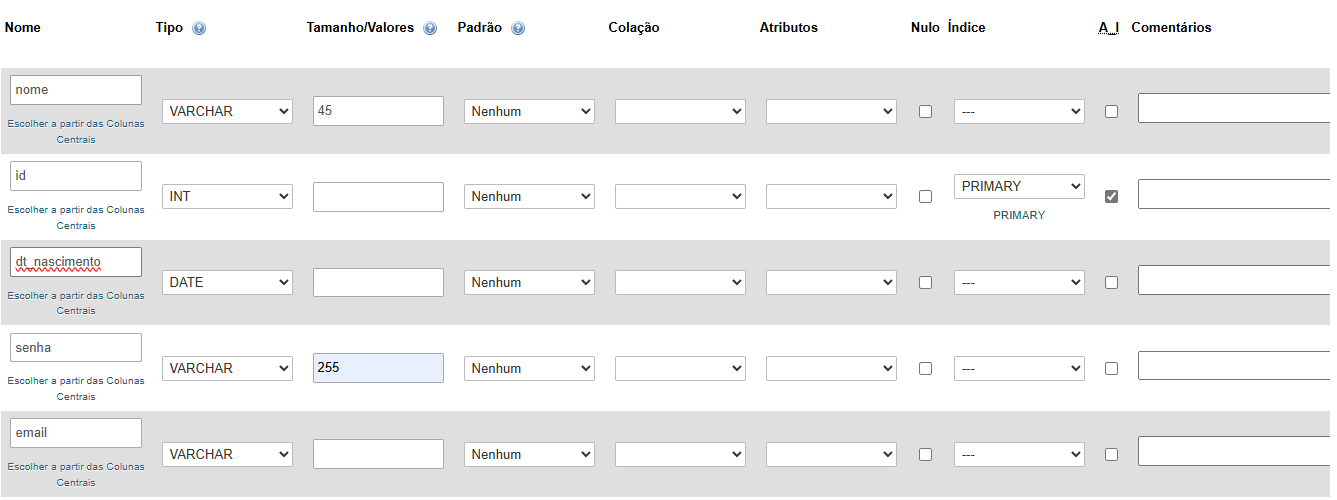 Nome Tipo Tamanho/Valores Padrão Colação Atributos Nulo Índice A_I Comentários
nome VARCHAR 45 Nenhum ---
Escolher a partir das Colunas
Centrais
id INT Nenhum PRIMARY
Escolher a partir das Colunas PRIMARY
Centrais
dt_nascimento DATE Nenhum ---
Escolher a partir das Colunas
Centrais
senha VARCHAR 255 Nenhum ---
Escolher a partir das Colunas
Centrais
email VARCHAR Nenhum ---
Escolher a partir das Colunas
Centrais